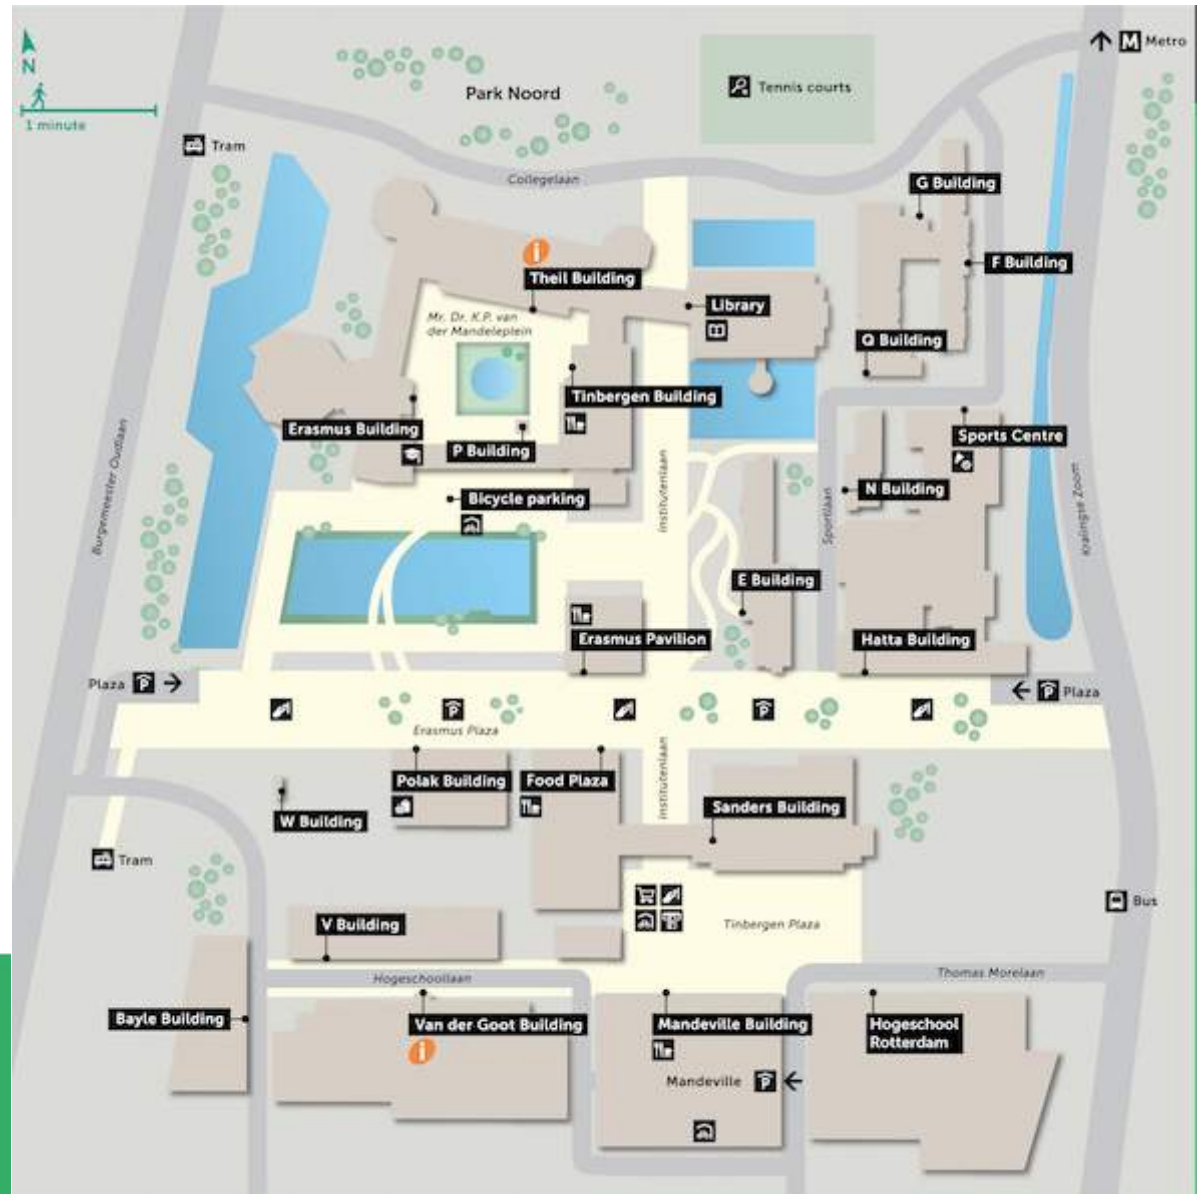 N
1 minute
Metro
Park Noord
Tennis courts
Tram
Collegelaan
G Building
F Building
Theil Building
Library
Mr. Dr. K.P. van
der Mandeleplein
Q Building
Tinbergen Building
Erasmus Building
P Building
Sports Centre
Burgemeester Oudlaan
Bicycle parking
N Building
Institutenlaan
Sportlaan
Kralingse Zoom
E Building
Erasmus Pavilion
Hatta Building
Plaza
Plaza
Erasmus Plaza
Institutenlaan
Polak Building
Food Plaza
Sanders Building
W Building
Tram
Bus
V Building
Tinbergen Plaza
Hogeschoollaan
Thomas Morelaan
Bayle Building
Van der Goot Building
Mandeville Building
Hogeschool
Rotterdam
Mandeville